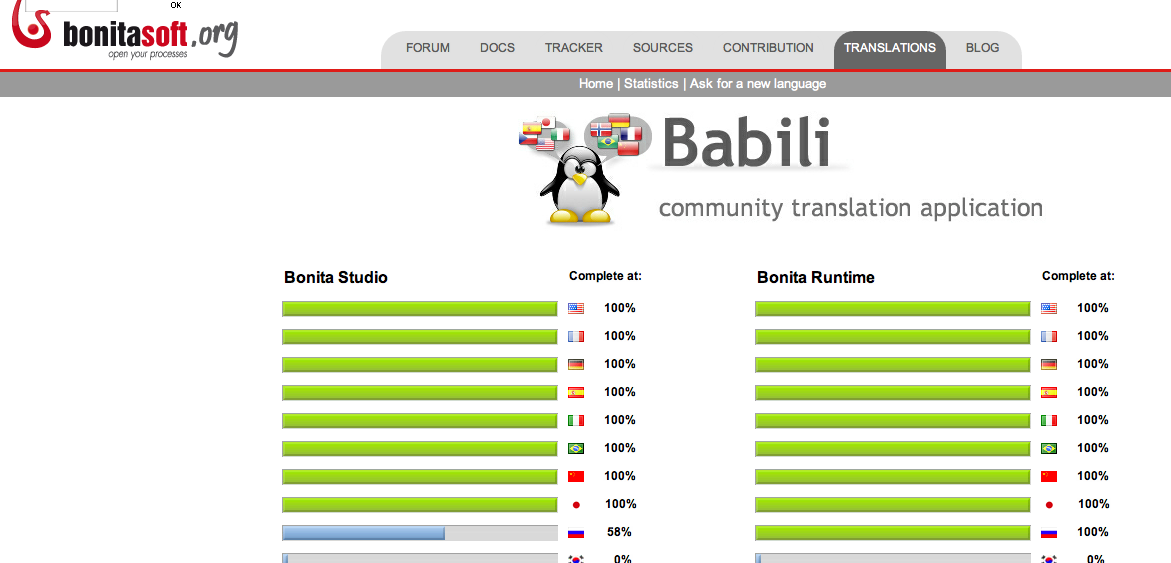 OK
bonitasoft.org
open your processes
FORUM DOCS TRACKER SOURCES CONTRIBUTION TRANSLATIONS BLOG
Home | Statistics | Ask for a new language
Babili
community translation application
Bonita Studio Complete at: Bonita Runtime Complete at:
100% 100%
100% 100%
100% 100%
100% 100%
100% 100%
100% 100%
100% 100%
100% 100%
58% 100%
0% 0%